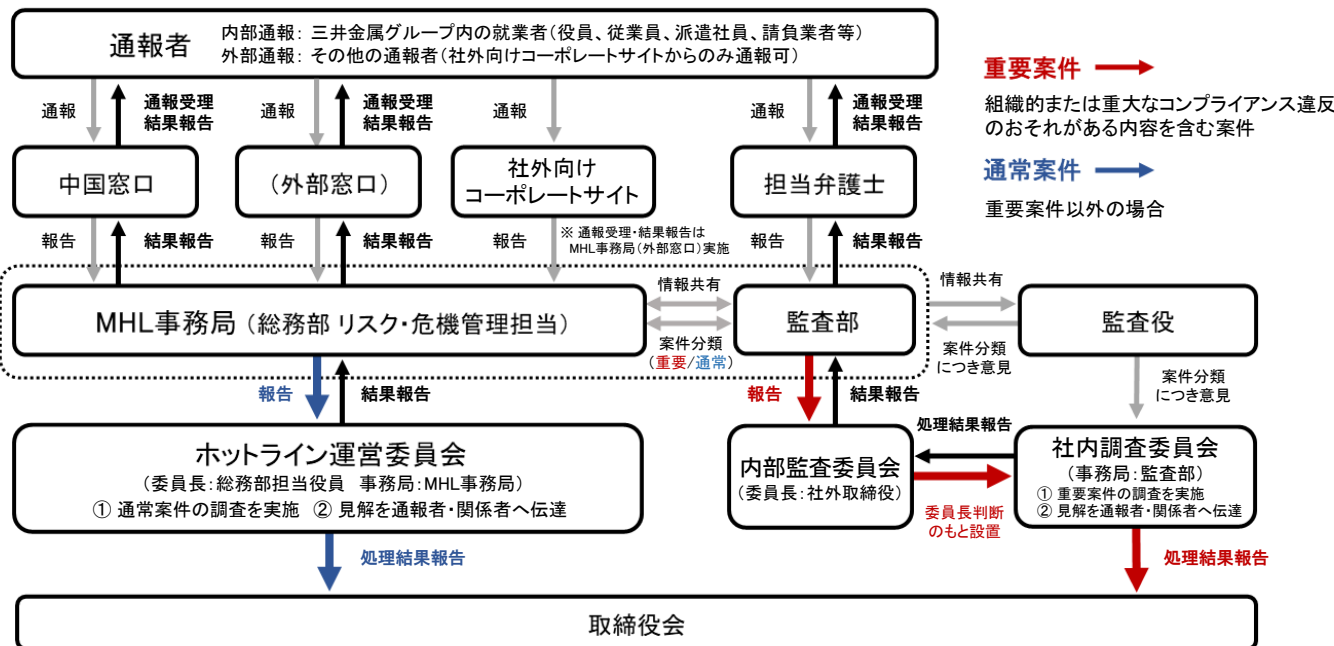 通報者
内部通報： 三井金属グループ内の就業者（役員、従業員、派遣社員、請負業者等）
外部通報： その他の通報者（社外向けコーポレートサイトからのみ通報可）
重要案件
組織的または重大なコンプライアンス違反
のおそれがある内容を含む案件
通常案件
重要案件以外の場合
通報
通報受理
結果報告
通報
通報受理
結果報告
通報
通報
通報受理
結果報告
中国窓口
（外部窓口）
社外向け
コーポレートサイト
担当弁護士
報告
結果報告
報告
結果報告
報告
※ 通報受理・結果報告は
MHL事務局（外部窓口）実施
報告
結果報告
MHL事務局（総務部 リスク・危機管理担当）
情報共有
案件分類
（重要/通常）
監査部
情報共有
案件分類
につき意見
監査役
案件分類
につき意見
報告
結果報告
報告
結果報告
ホットライン運営委員会
（委員長：総務部担当役員 事務局：MHL事務局）
① 通常案件の調査を実施 ② 見解を通報者・関係者へ伝達
内部監査委員会
（委員長：社外取締役）
処理結果報告
委員長判断
のもと設置
社内調査委員会
（事務局：監査部）
① 重要案件の調査を実施
② 見解を通報者・関係者へ伝達
処理結果報告
処理結果報告
取締役会